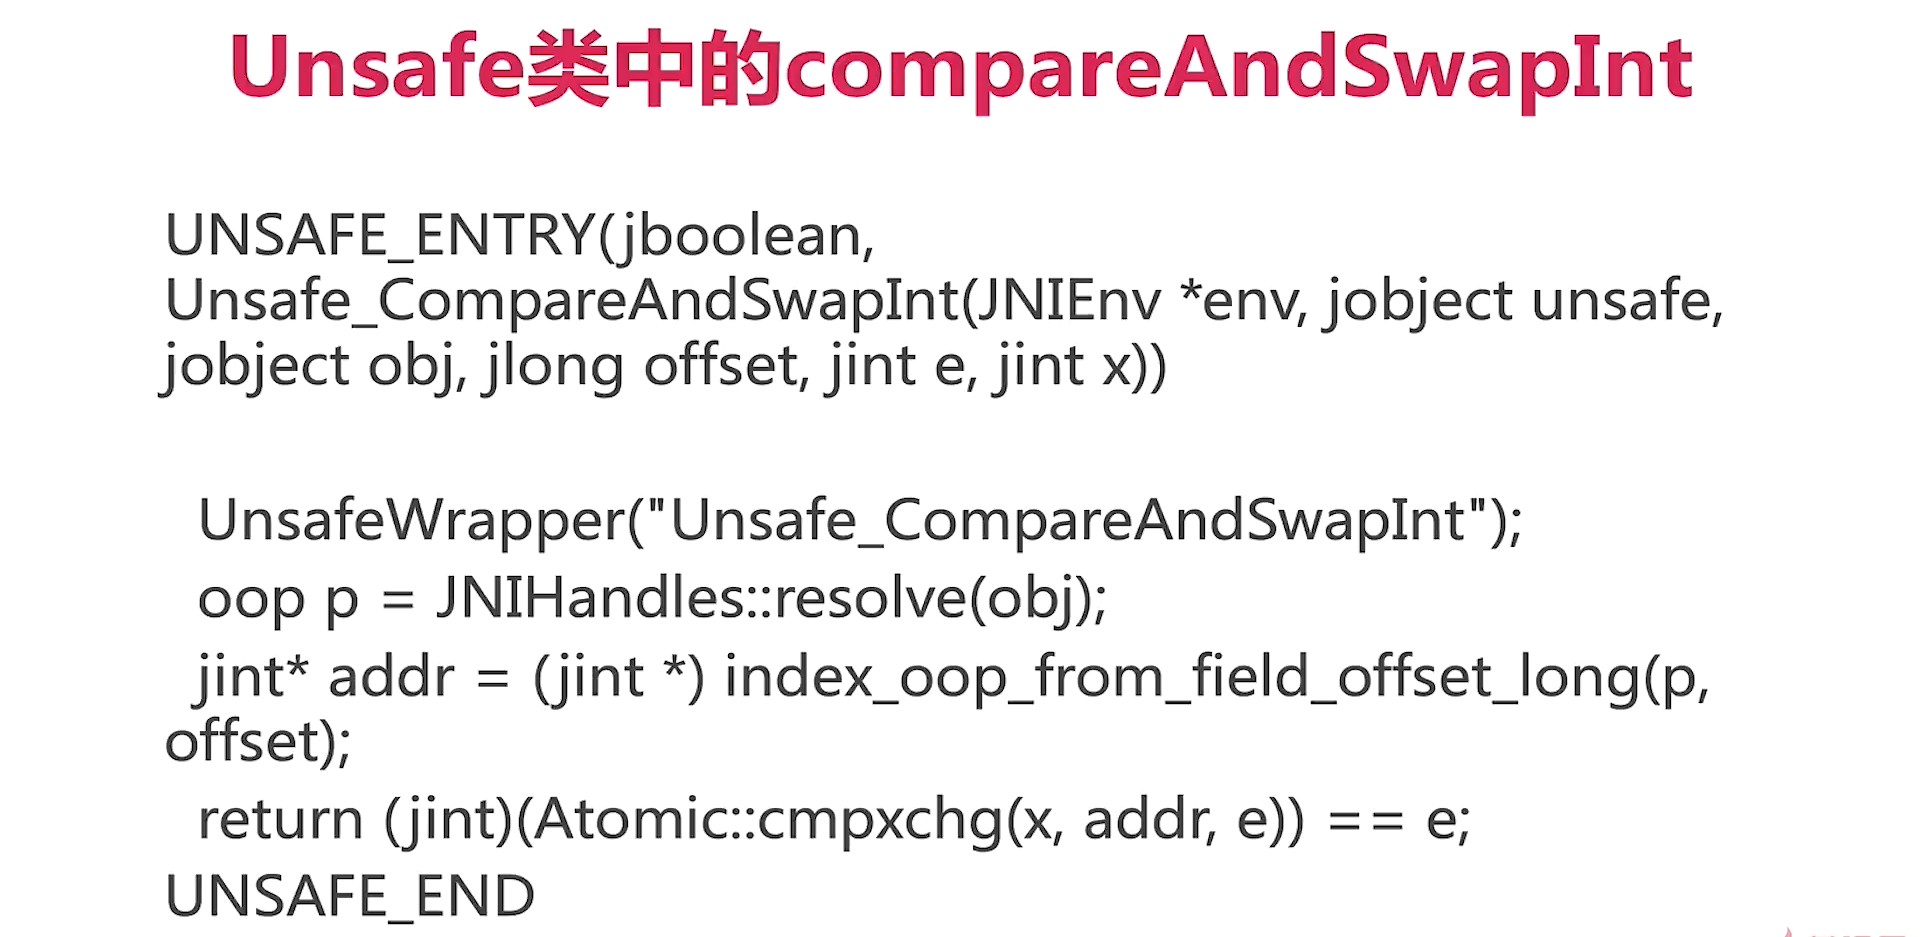 Unsafe类中的compareAndSwapInt
UNSAFE_ENTRY(jboolean,
Unsafe_CompareAndSwapInt(JNIEnv *env, jobject unsafe,
jobject obj, jlong offset, jint e, jint x))
UnsafeWrapper("Unsafe_CompareAndSwapInt");
oop p = JNIHandles::resolve(obj);
jint* addr = (jint *) index_oop_from_field_offset_long(p,
offset);
return (jint)(Atomic::cmpxchg(x, addr, e)) == e;
UNSAFE_END